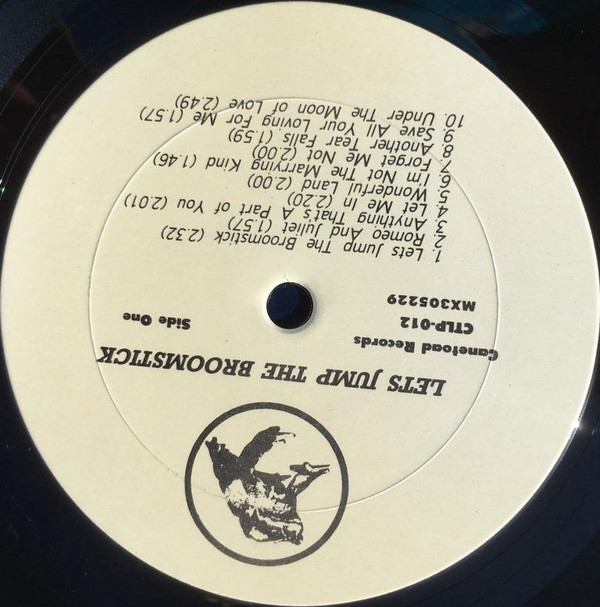 LETS JUMP THE BROOMSTICK
Canetoad Records
CTLP-012
MX305229
Side One
1. Lets Jump The Broomstick (2.32)
2. Romeo And Juliet (1.57)
3. Anything That's A Part of You (2.01)
4. Let Me In (2.20)
5. Wonderful Land (2.00)
6. I'm Not The Marrying Kind (1.46)
7. Forget Me Not (2.00)
8. Another Tear Falls (1.59)
9. Save All Your Loving For Me (1.57)
10. Under The Moon of Love (2.49)